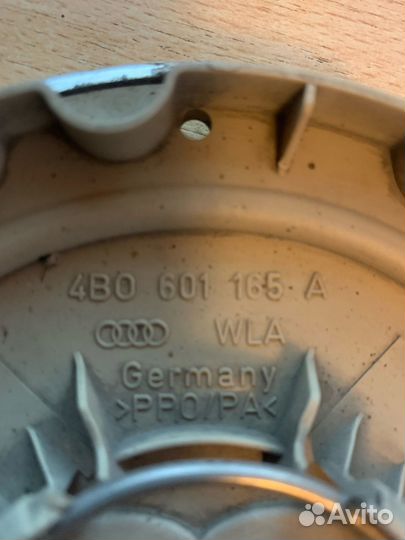 4B0 601 165 A
WLA
Germany
>PPO/PA<
Avito